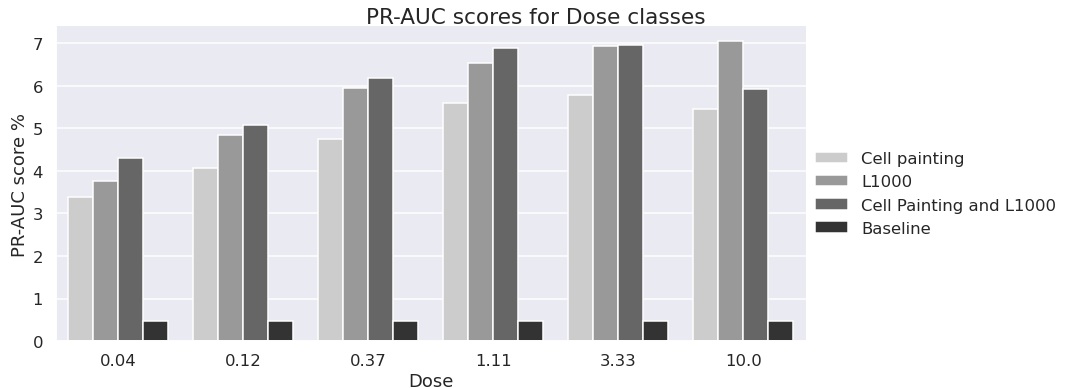 PR-AUC scores for Dose classes
PR-AUC score %
7
6
5
4
3
2
1
0
0.04 0.12 0.37 1.11 3.33 10.0
Dose
Cell painting
L1000
Cell Painting and L1000
Baseline